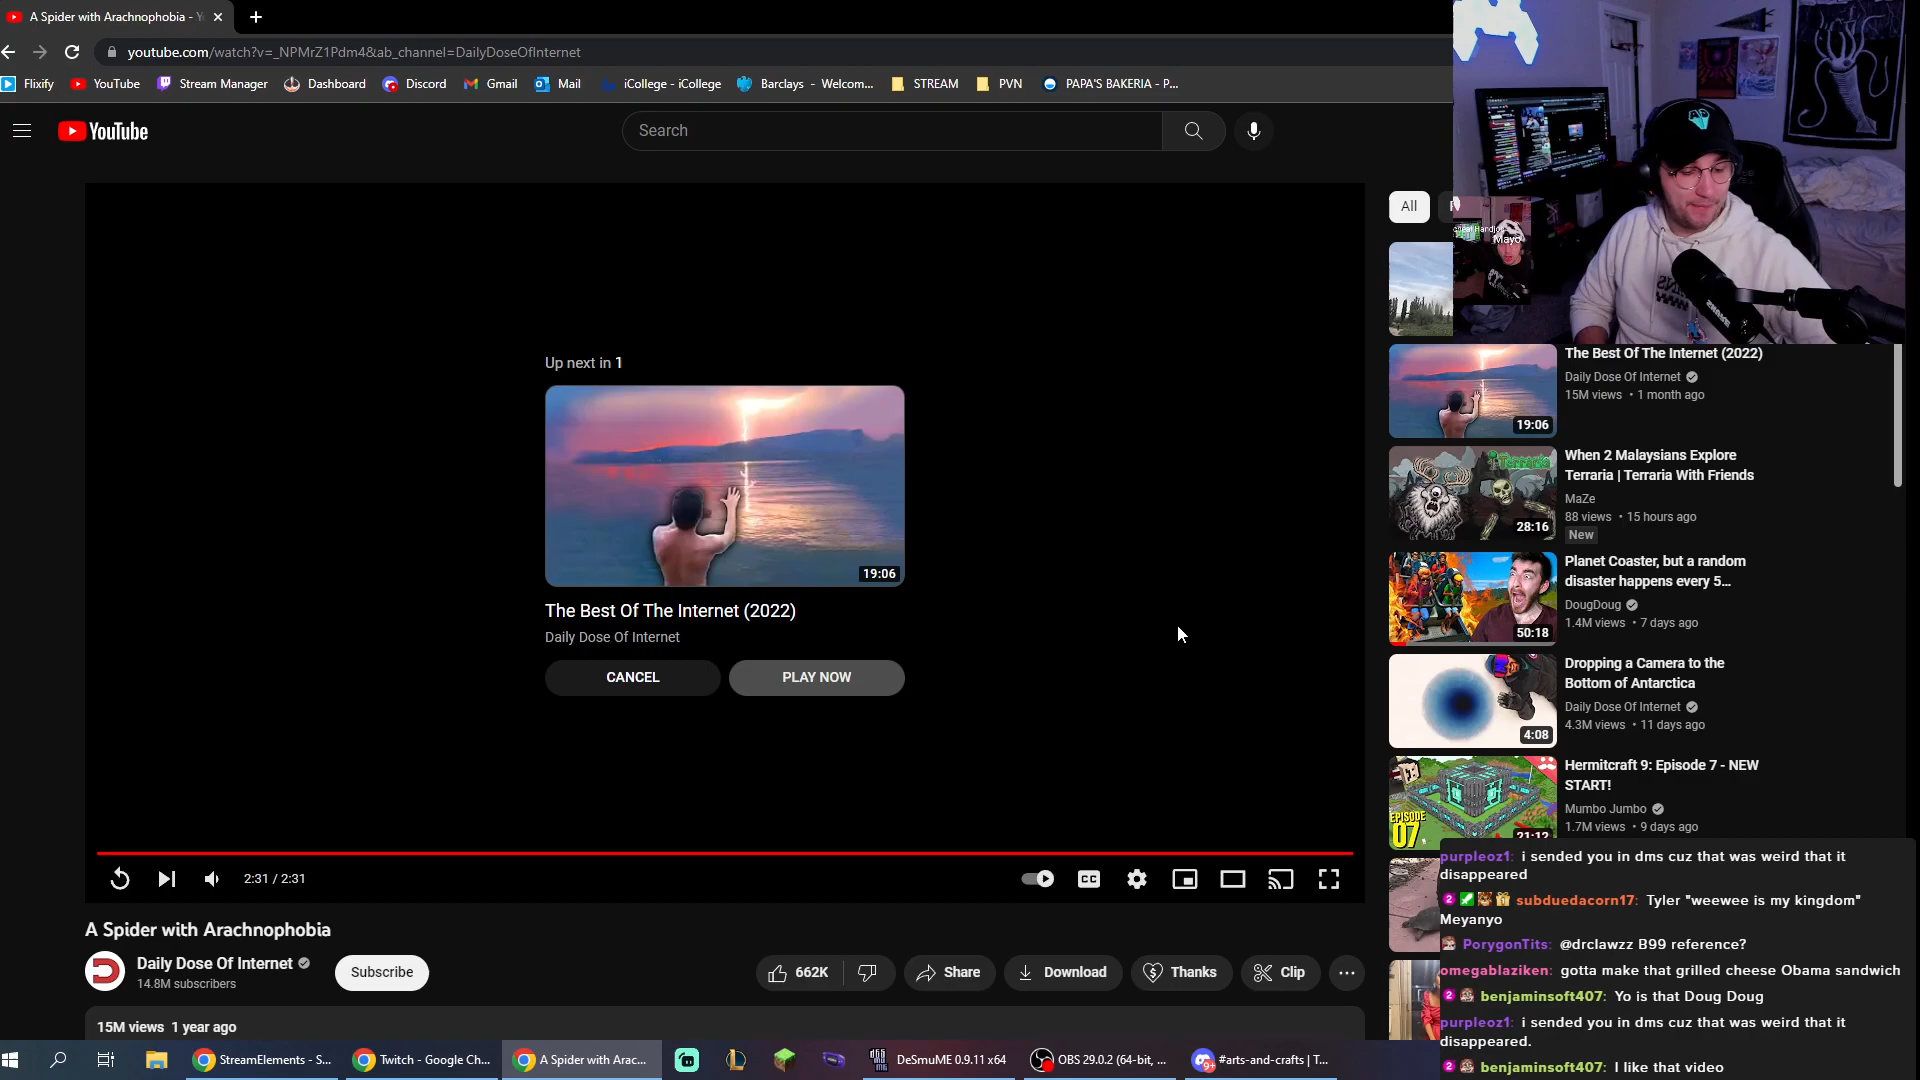 A Spider with Arachnophobia -
youtube.com/watch?v=_NPMrZ1Pdm4&ab_channel=DailyDoseOfInternet
Flixify
YouTube
Stream Manager
Dashboard
Discord
Gmail
Mail
iCollege - iCollege
Barclays - Welcom...
STREAM
PVN
PAPA'S BAKERIA - P...
YouTube
Search
All
Mayo
Up next in 1
19:06
The Best Of The Internet (2022)
Daily Dose Of Internet
CANCEL
PLAY NOW
2:31 / 2:31
CC
A Spider with Arachnophobia
Daily Dose Of Internet
14.8M subscribers
Subscribe
662K
Share
Download
Thanks
Clip
15M views 1 year ago
The Best Of The Internet (2022)
Daily Dose Of Internet
15M views • 1 month ago
19:06
Terraria
When 2 Malaysians Explore
Terraria | Terraria With Friends
MaZe
88 views • 15 hours ago
New
28:16
Planet Coaster, but a random
disaster happens every 5...
DougDoug
1.4M views • 7 days ago
50:18
Dropping a Camera to the
Bottom of Antarctica
Daily Dose Of Internet
4.3M views • 11 days ago
4:08
Hermitcraft 9: Episode 7 - NEW
START!
Mumbo Jumbo
1.7M views • 9 days ago
EPISODE
07
21:12
purpleoz1: i sended you in dms cuz that was weird that it
disappeared
2 subduedacorn17: Tyler "weewee is my kingdom"
Meyanyo
PorygonTits: @drclawzz B99 reference?
omegablaziken: gotta make that grilled cheese Obama sandwich
2 benjaminsoft407: Yo is that Doug Doug
purpleoz1: i sended you in dms cuz that was weird that it
disappeared.
2 benjaminsoft407: I like that video
StreamElements - S...
Twitch - Google Ch...
A Spider with Arac...
DeSmuME 0.9.11 x64
OBS 29.0.2 (64-bit, ...
9+
#arts-and-crafts | T...